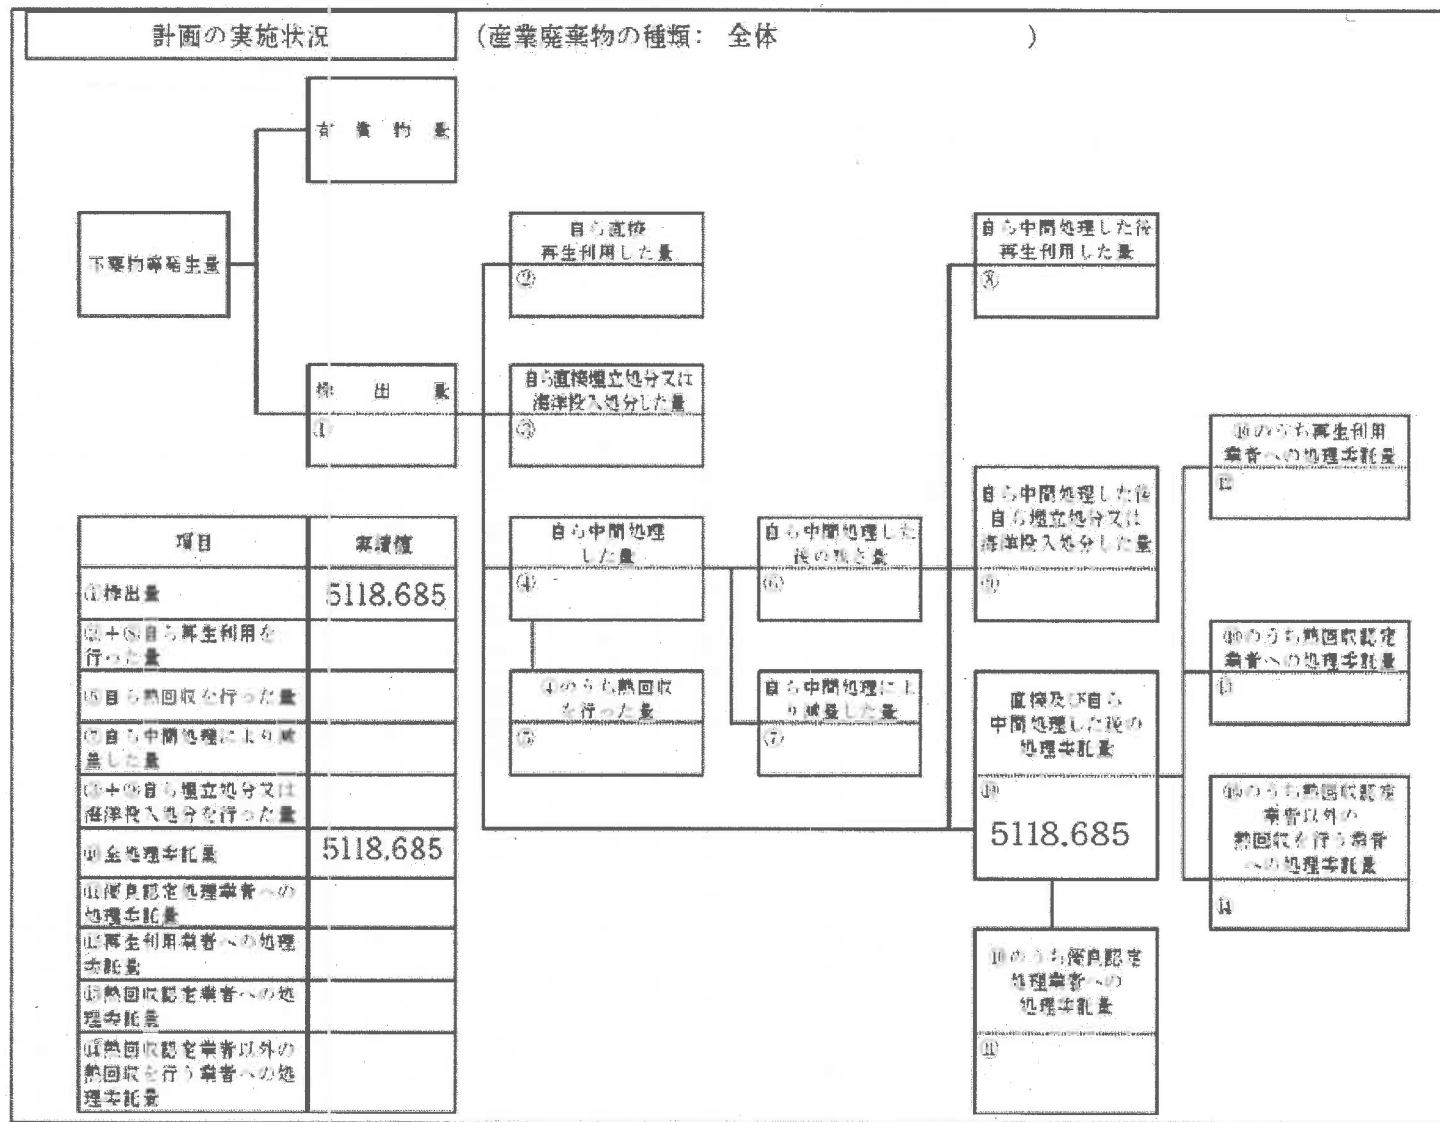 計画の実施状況
(産業廃棄物の種類: 全体 )
有 償 物 量
不要物等発生量
排 出 量
①
自ら直接
再生利用した量
②
自ら直接埋立処分又は
海洋投入処分した量
③
自ら中間処理
した量
④
④のうち熱回収
を行った量
⑤
自ら中間処理した
後の残さ量
⑥
自ら中間処理によ
り減量した量
⑦
自ら中間処理した後
再生利用した量
⑧
自ら中間処理した後
自ら埋立処分又は
海洋投入処分した量
⑨
直接及び自ら
中間処理した後の
処理委託量
⑩
5118.685
⑩のうち優良認定
処理業者への
処理委託量
⑪
⑩のうち再生利用
業者への処理委託量
⑫
⑩のうち熱回収認定
業者への処理委託量
⑬
⑩のうち熱回収認定
業者以外の
熱回収を行う業者
への処理委託量
⑭
項目 実績値
①排出量 5118.685
②+⑧自ら再生利用を
行った量
⑤自ら熱回収を行った量
⑦自ら中間処理により減
量した量
③+⑨自ら埋立処分又は
海洋投入処分を行った量
⑩全処理委託量 5118.685
⑪優良認定処理業者への
処理委託量
⑫再生利用業者への処理
委託量
⑬熱回収認定業者への処
理委託量
⑭熱回収認定業者以外の
熱回収を行う業者への処
理委託量